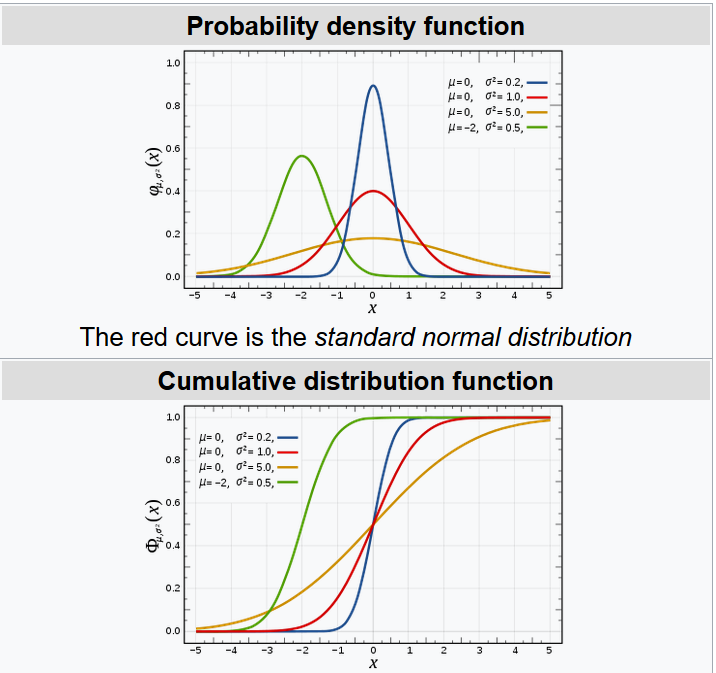 Probability density function
1.0
0.8
0.6
0.4
0.2
0.0
φμ,σ²(x)
μ=0, σ²=0.2,
μ=0, σ²=1.0,
μ=0, σ²=5.0,
μ=−2, σ²=0.5,
−5 −4 −3 −2 −1 0 1 2 3 4 5
x
The red curve is the standard normal distribution
Cumulative distribution function
1.0
0.8
0.6
0.4
0.2
0.0
Φμ,σ²(x)
μ=0, σ²=0.2,
μ=0, σ²=1.0,
μ=0, σ²=5.0,
μ=−2, σ²=0.5,
−5 −4 −3 −2 −1 0 1 2 3 4 5
x